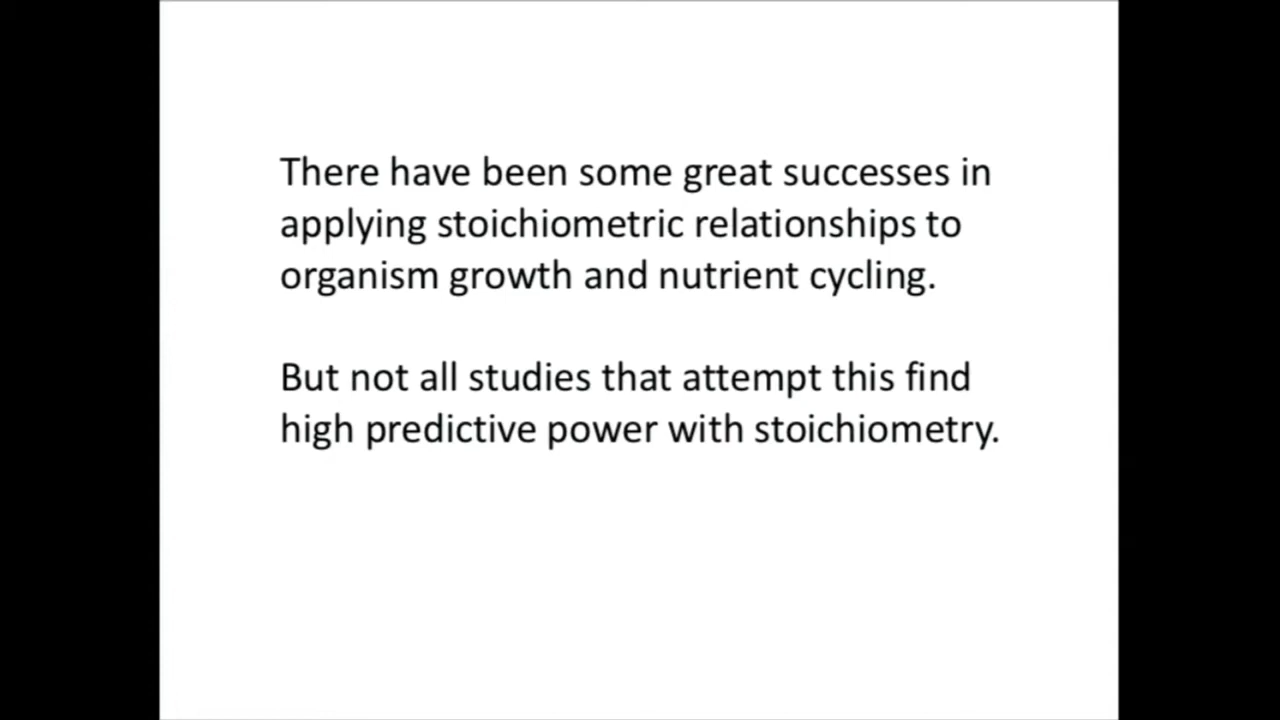 There have been some great successes in
applying stoichiometric relationships to
organism growth and nutrient cycling.
But not all studies that attempt this find
high predictive power with stoichiometry.